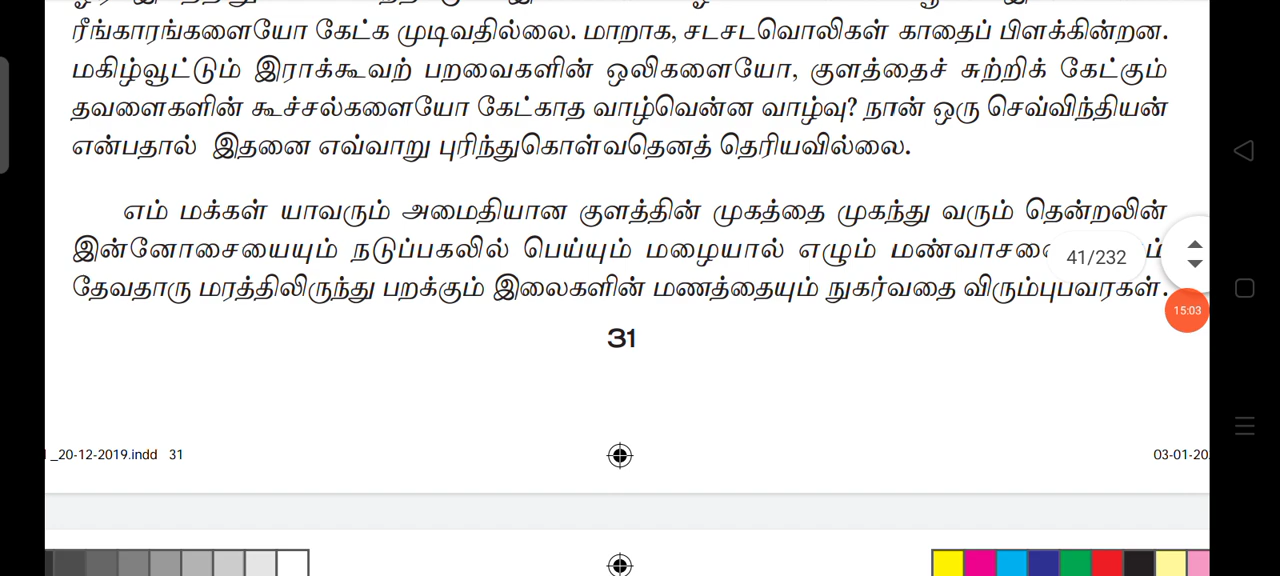 ரீங்காரங்களையோ கேட்க முடிவதில்லை. மாறாக, சடசடவொலிகள் காதைப் பிளக்கின்றன.
மகிழ்வூட்டும் இராக்கூவற் பறவைகளின் ஒலிகளையோ, குளத்தைச் சுற்றிக் கேட்கும்
தவளைகளின் கூச்சல்களையோ கேட்காத வாழ்வென்ன வாழ்வு? நான் ஒரு செவ்விந்தியன்
என்பதால் இதனை எவ்வாறு புரிந்துகொள்வதெனத் தெரியவில்லை.
எம் மக்கள் யாவரும் அமைதியான குளத்தின் முகத்தை முகந்து வரும் தென்றலின்
இன்னோசையையும் நடுப்பகலில் பெய்யும் மழையால் எழும்
41/232
தேவதாரு மரத்திலிருந்து பறக்கும் இலைகளின் மணத்தையும் நுகர்வதை விரும்புபவரகள்.
15:03
31
_20-12-2019.indd 31
03-01-20